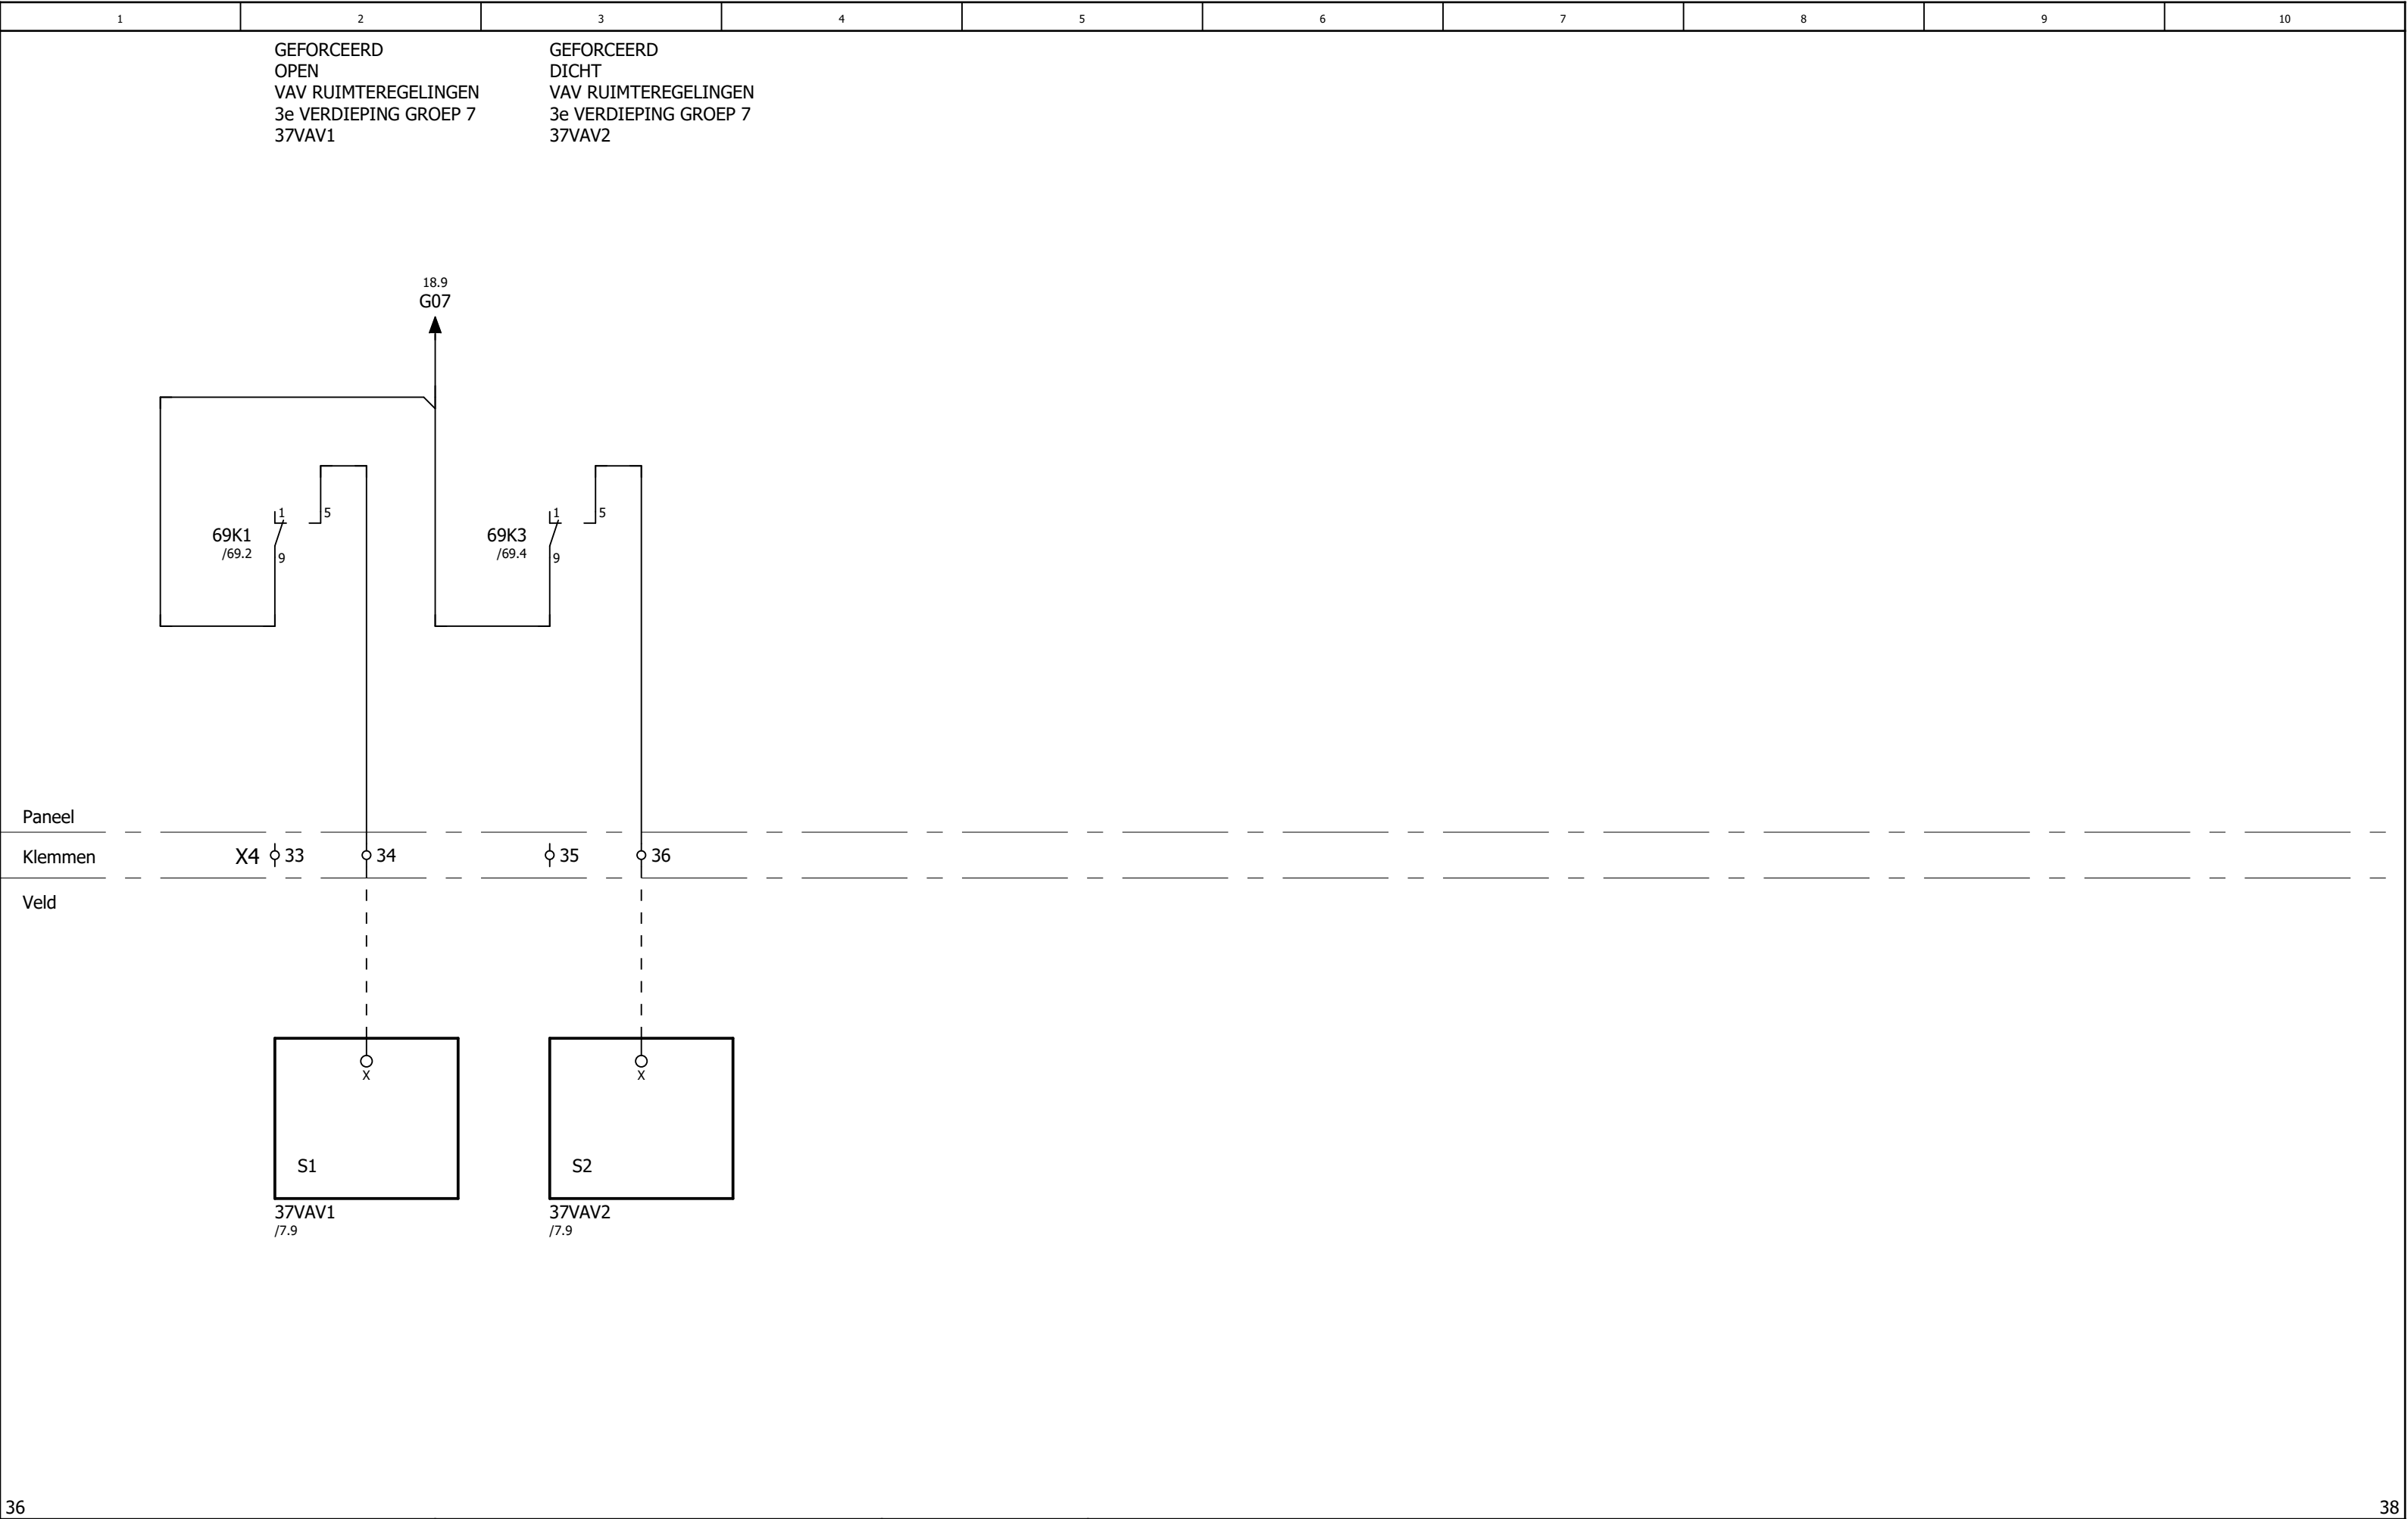 1 2 3 4 5 6 7 8 9 10
GEFORCEERD
OPEN
VAV RUIMTEREGELINGEN
3e VERDIEPING GROEP 7
37VAV1
GEFORCEERD
DICHT
VAV RUIMTEREGELINGEN
3e VERDIEPING GROEP 7
37VAV2
18.9
G07
1 5
69K1
/69.2
9
1 5
69K3
/69.4
9
Paneel
Klemmen X4 33 34 35 36
Veld
X
S1
37VAV1
/7.9
X
S2
37VAV2
/7.9
36 38